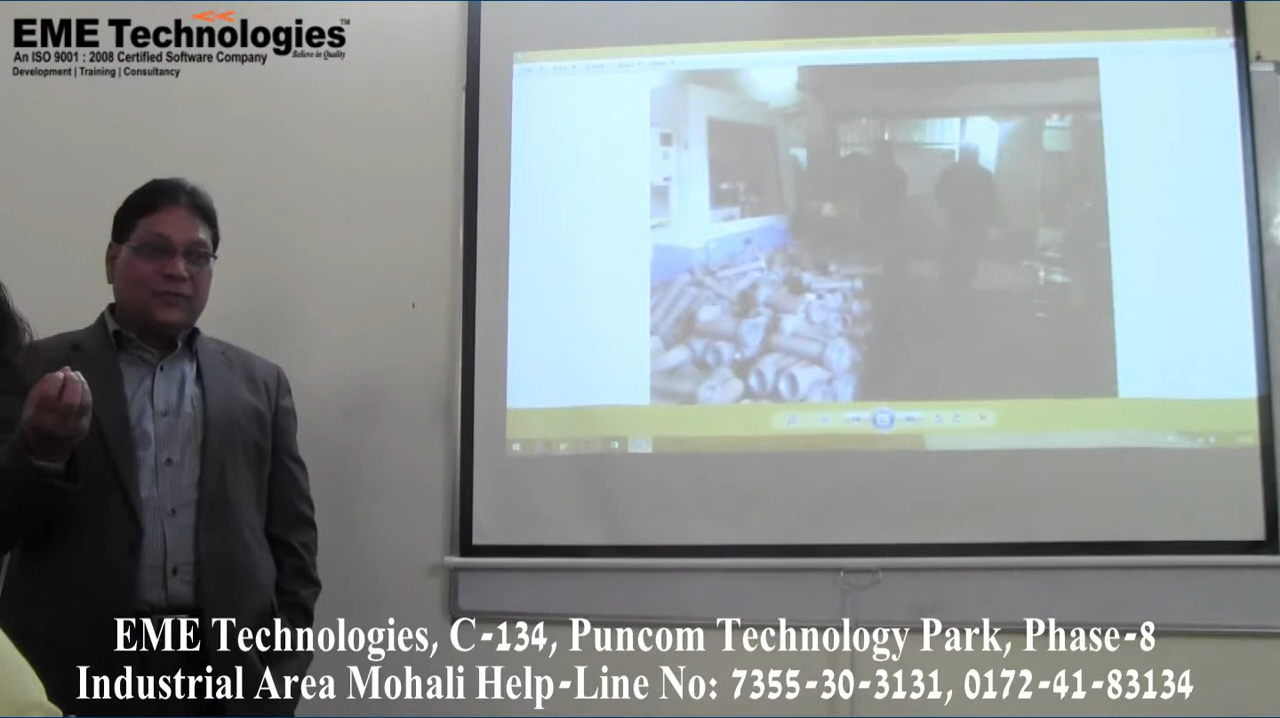 EME Technologies™
An ISO 9001 : 2008 Certified Software Company
Believe in Quality
Development | Training | Consultancy
EME Technologies, C-134, Puncom Technology Park, Phase-8
Industrial Area Mohali Help-Line No: 7355-30-3131, 0172-41-83134